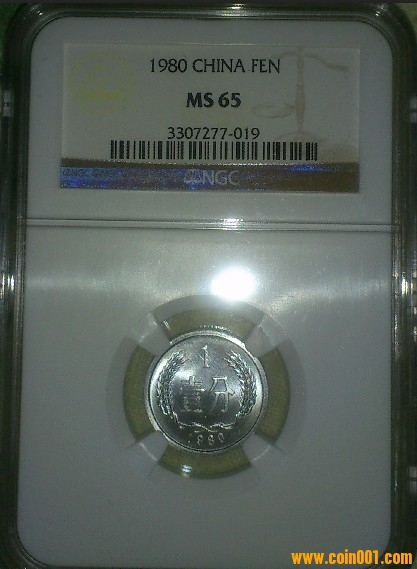 1980 CHINA FEN
MS 65
3307277-019
NGC
1
壹分
1980
www.coin001.com